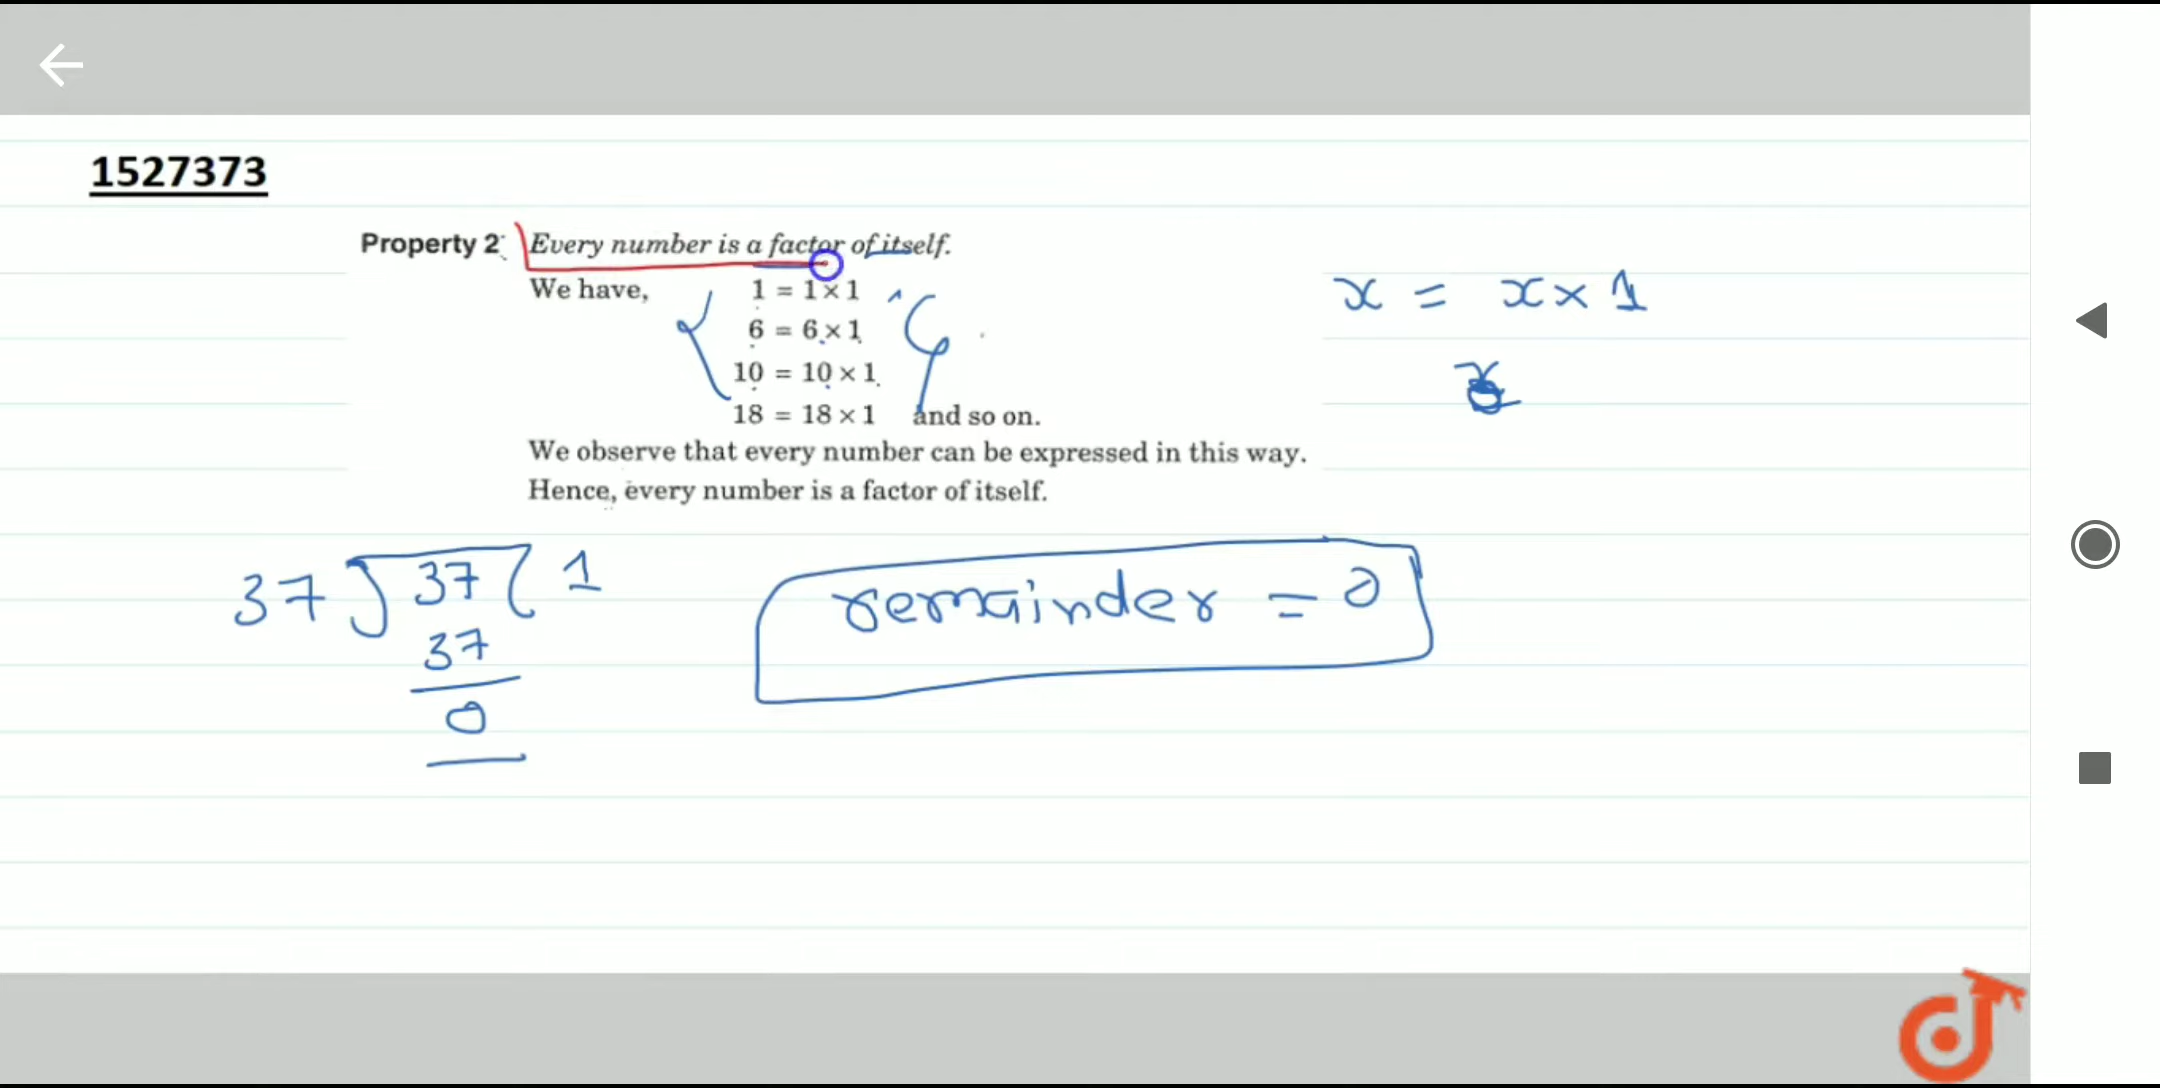 1527373
Property 2: Every number is a factor of itself.
We have, 1 = 1 × 1
6 = 6 × 1
10 = 10 × 1
18 = 18 × 1 and so on.
We observe that every number can be expressed in this way.
Hence, every number is a factor of itself.
x = x × 1
x
37 ) 37 ( 1
37
0
remainder = 0